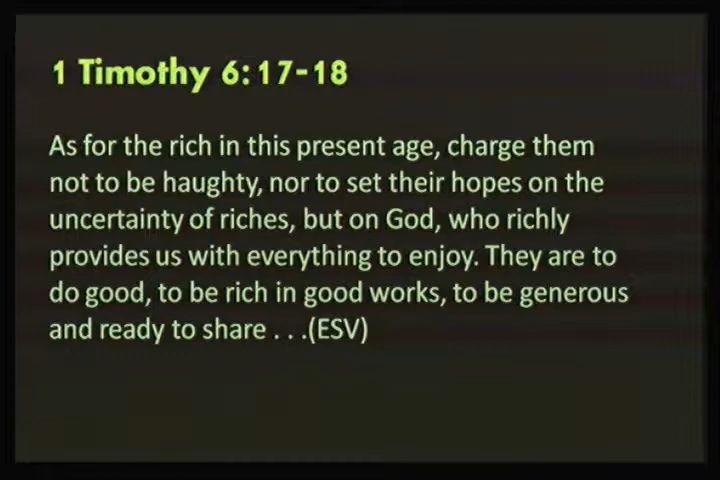 1 Timothy 6:17-18
As for the rich in this present age, charge them
not to be haughty, nor to set their hopes on the
uncertainty of riches, but on God, who richly
provides us with everything to enjoy. They are to
do good, to be rich in good works, to be generous
and ready to share . . .(ESV)